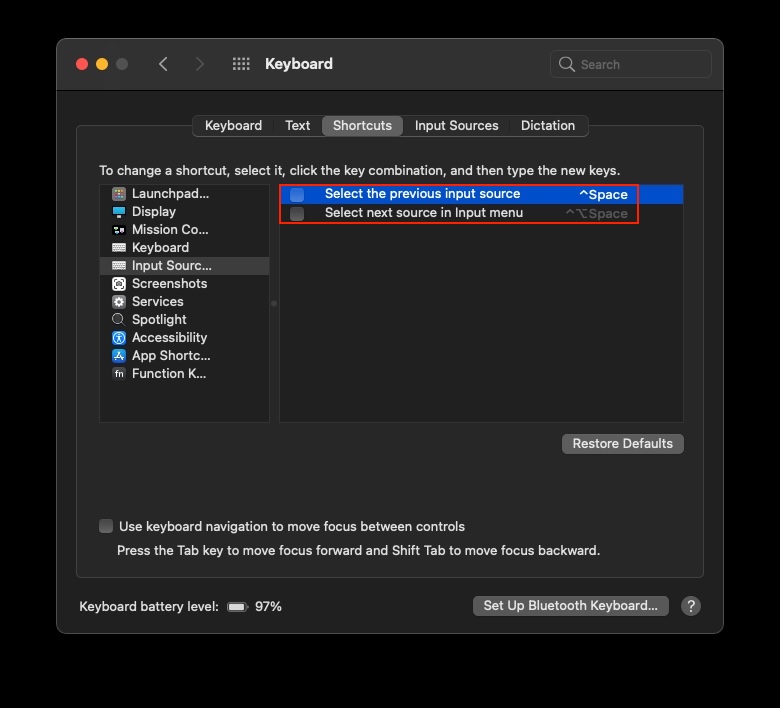 Keyboard
Search
Keyboard Text Shortcuts Input Sources Dictation
To change a shortcut, select it, click the key combination, and then type the new keys.
Launchpad...
Display
Mission Co...
Keyboard
Input Sourc...
Screenshots
Services
Spotlight
Accessibility
App Shortc...
fn Function K...
Select the previous input source ^Space
Select next source in Input menu ^⌥Space
Restore Defaults
Use keyboard navigation to move focus between controls
Press the Tab key to move focus forward and Shift Tab to move focus backward.
Keyboard battery level: 97%
Set Up Bluetooth Keyboard... ?